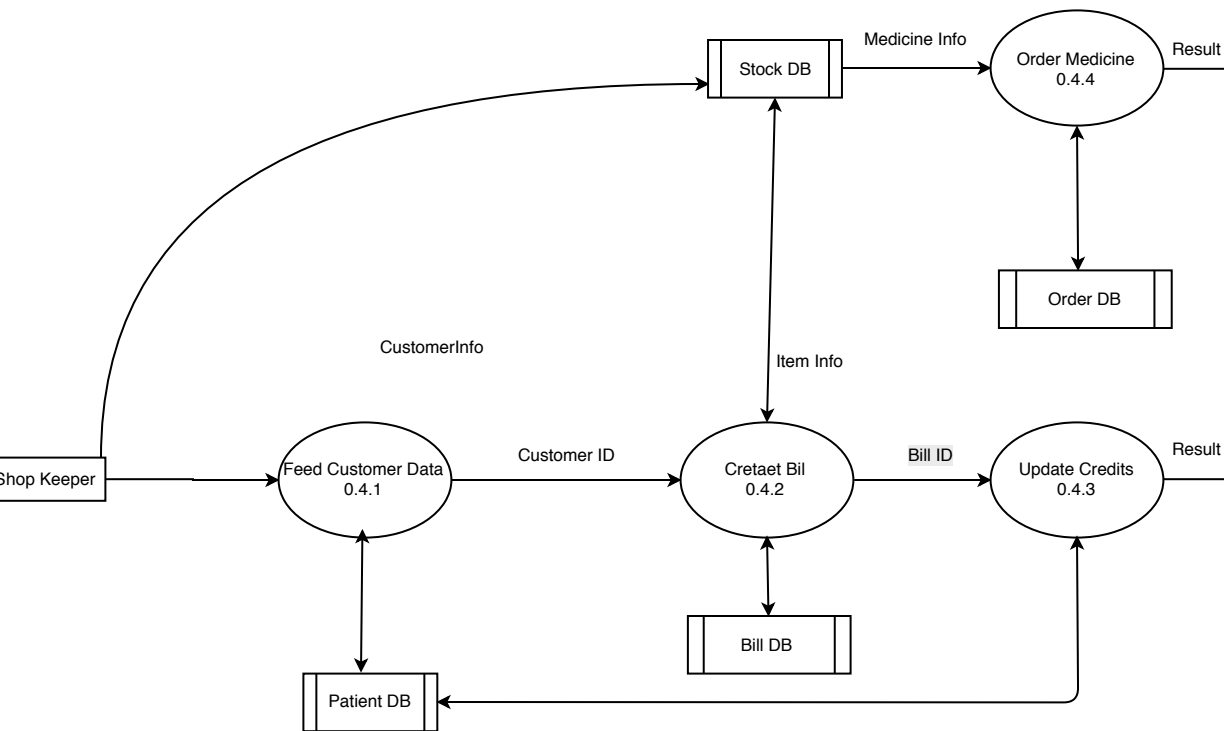 Medicine Info
Result
Stock DB
Order Medicine
0.4.4
Order DB
CustomerInfo
Item Info
Shop Keeper
Feed Customer Data
0.4.1
Customer ID
Cretaet Bil
0.4.2
Bill ID
Update Credits
0.4.3
Result
Bill DB
Patient DB